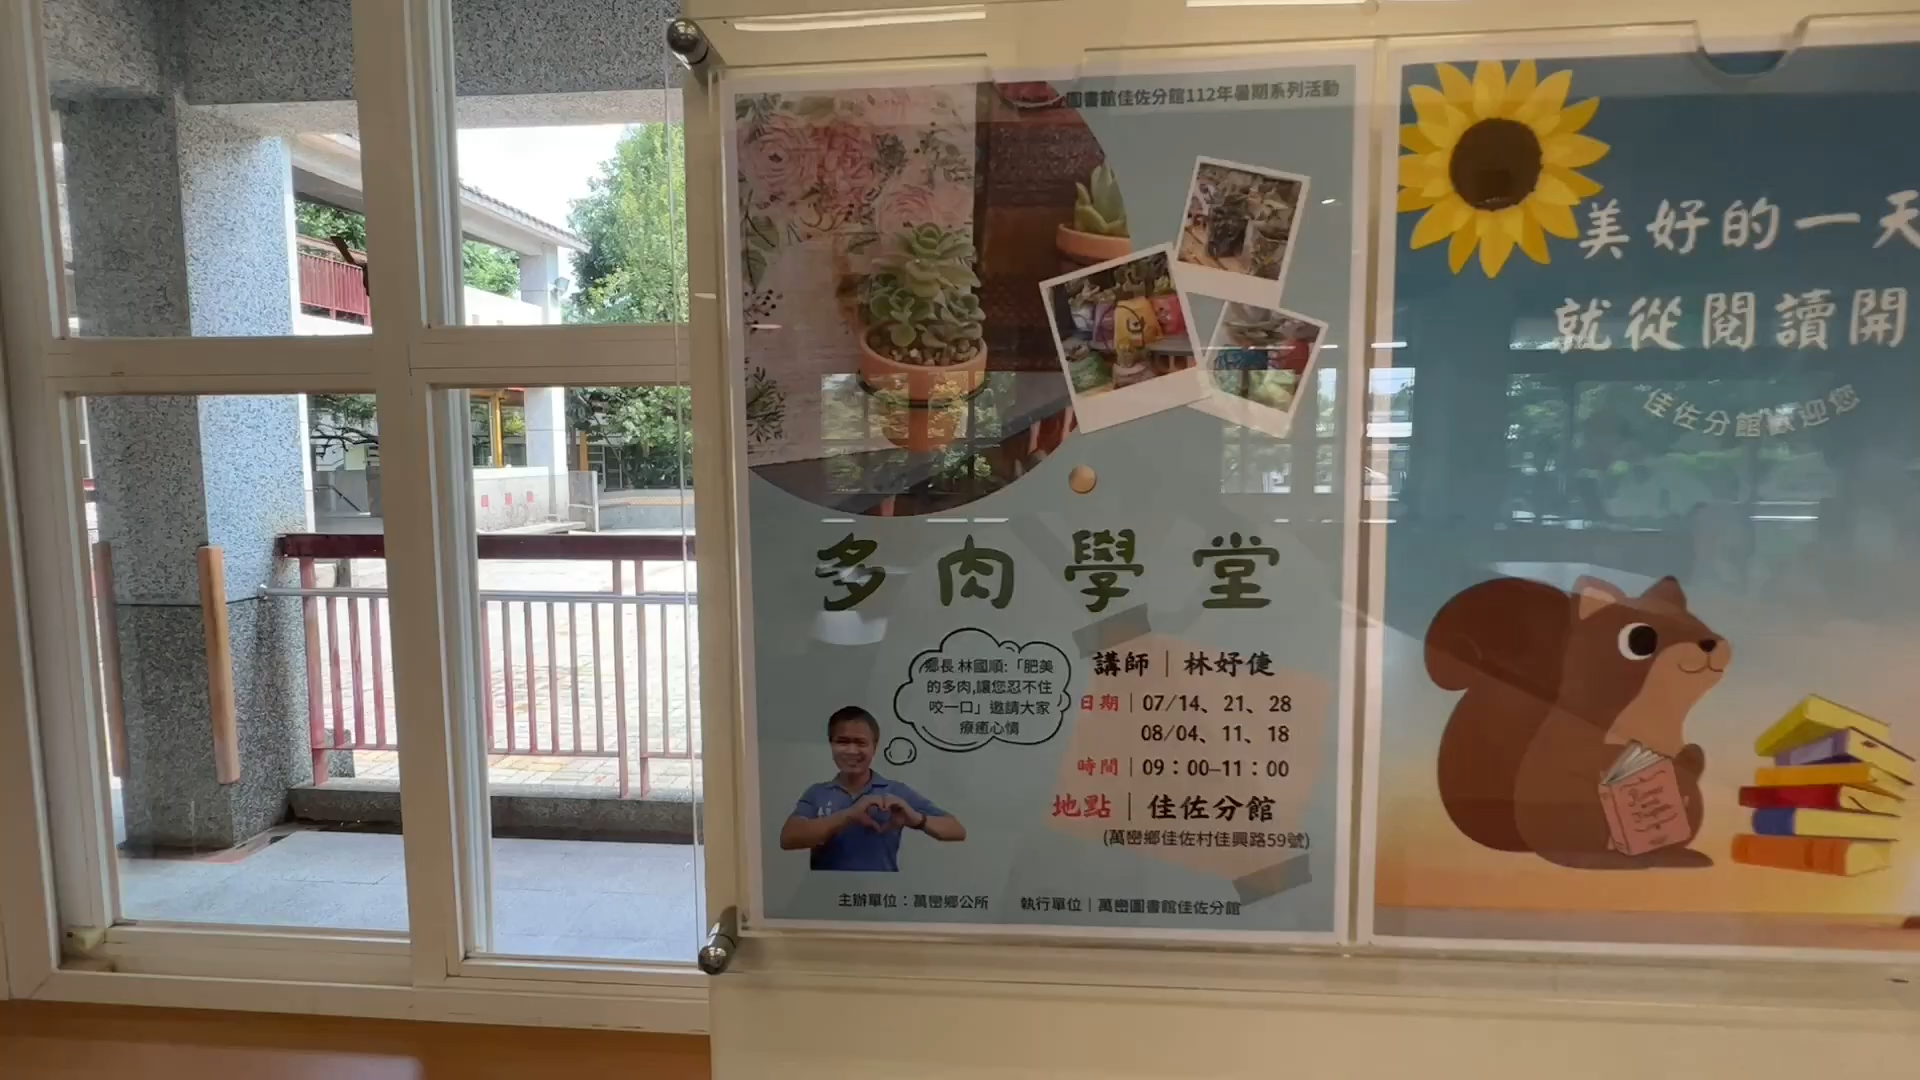 圖書館佳佐分館112年暑期系列活動
多肉學堂
鄉長 林國順:「肥美
的多肉,讓您忍不住
咬一口」邀請大家
療癒心情
講師｜林妤倢
日期｜07/14、21、28
08/04、11、18
時間｜09：00–11：00
地點｜佳佐分館
(萬巒鄉佳佐村佳興路59號)
主辦單位：萬巒鄉公所 執行單位｜萬巒圖書館佳佐分館
美好的一天
就從閱讀開
佳佐分館歡迎您